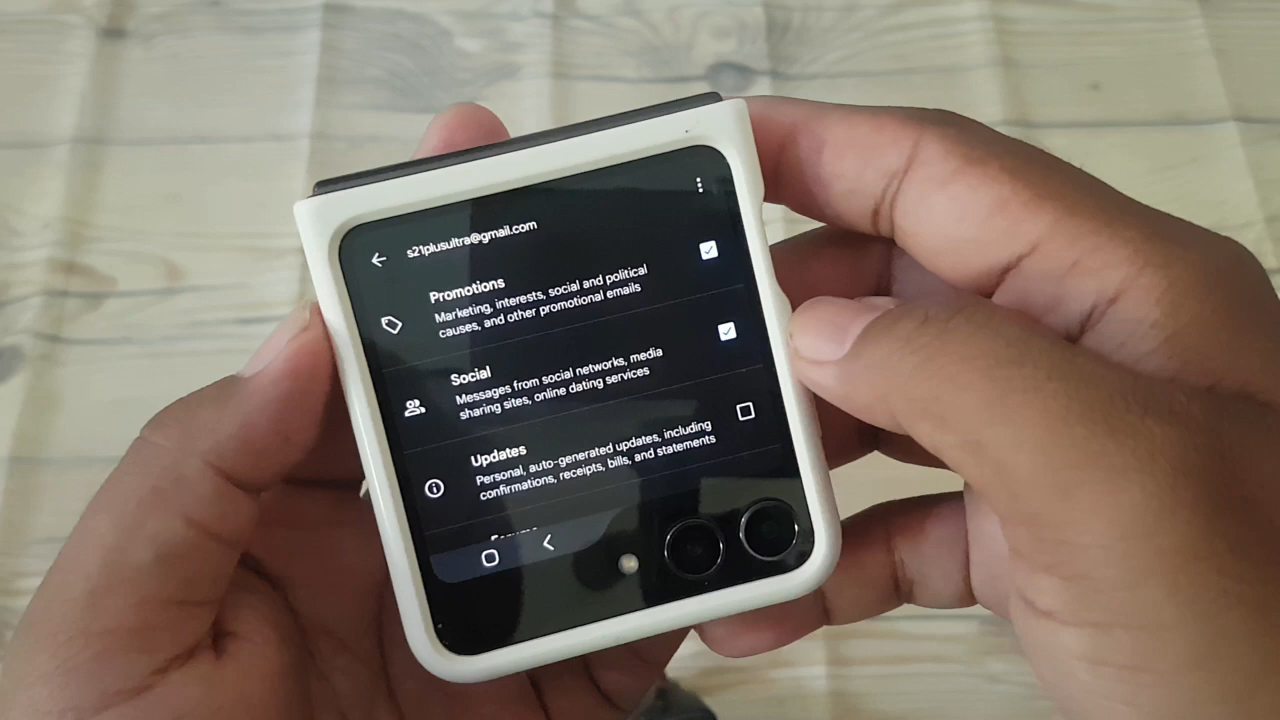 s21plusultra@gmail.com
Promotions
Marketing, interests, social and political
causes, and other promotional emails
Social
Messages from social networks, media
sharing sites, online dating services
Updates
Personal, auto-generated updates, including
confirmations, receipts, bills, and statements